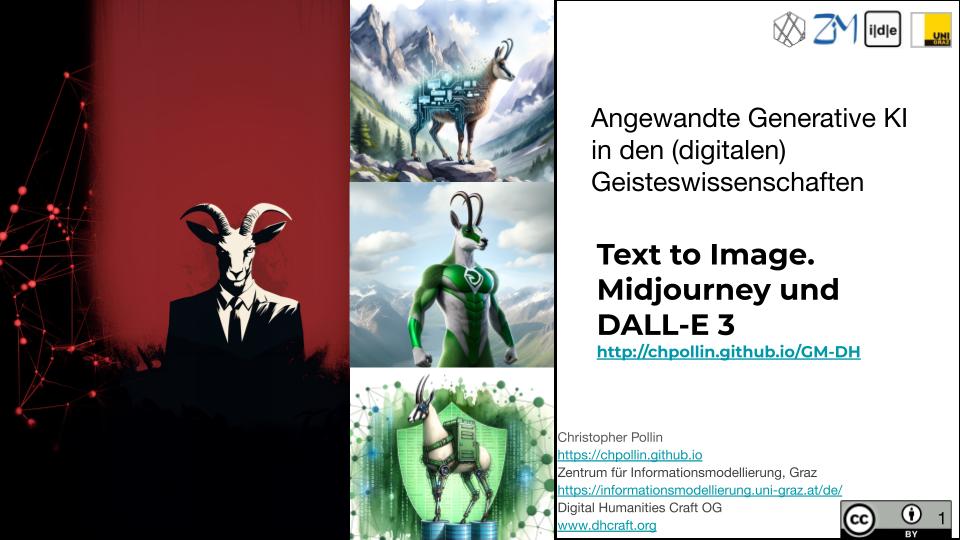 ZIM
i|d|e
UNI
GRAZ
Angewandte Generative KI
in den (digitalen)
Geisteswissenschaften
Text to Image.
Midjourney und
DALL-E 3
http://chpollin.github.io/GM-DH
Christopher Pollin
https://chpollin.github.io
Zentrum für Informationsmodellierung, Graz
https://informationsmodellierung.uni-graz.at/de/
Digital Humanities Craft OG
www.dhcraft.org
cc
BY
1